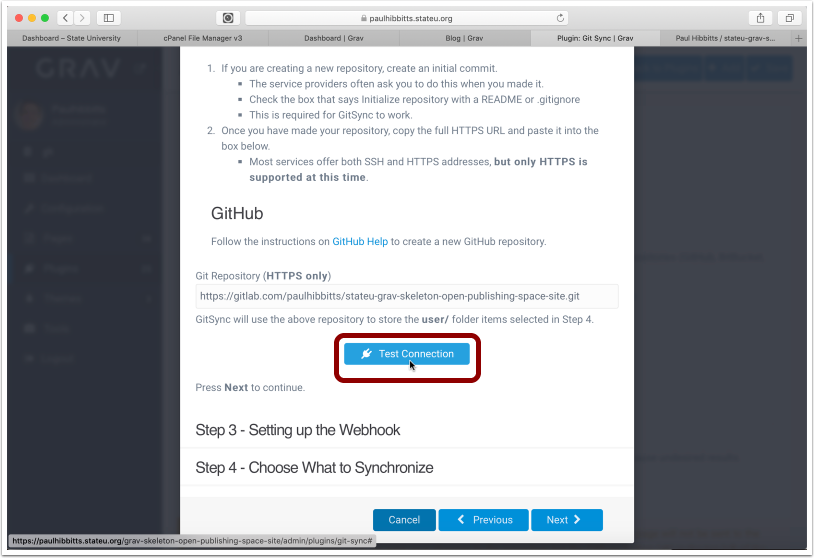 paulhibbitts.stateu.org
Dashboard – State University
cPanel File Manager v3
Dashboard | Grav
Blog | Grav
Plugin: Git Sync | Grav
Paul Hibbitts / stateu-grav-s...
GRAV
1. If you are creating a new repository, create an initial commit.
The service providers often ask you to do this when you made it.
Check the box that says Initialize repository with a README or .gitignore
This is required for GitSync to work.
2. Once you have made your repository, copy the full HTTPS URL and paste it into the
box below.
Most services offer both SSH and HTTPS addresses, but only HTTPS is
supported at this time.
GitHub
Follow the instructions on GitHub Help to create a new GitHub repository.
Git Repository (HTTPS only)
https://gitlab.com/paulhibbitts/stateu-grav-skeleton-open-publishing-space-site.git
GitSync will use the above repository to store the user/ folder items selected in Step 4.
Test Connection
Press Next to continue.
Step 3 - Setting up the Webhook
Step 4 - Choose What to Synchronize
Cancel
Previous
Next
https://paulhibbitts.stateu.org/grav-skeleton-open-publishing-space-site/admin/plugins/git-sync#